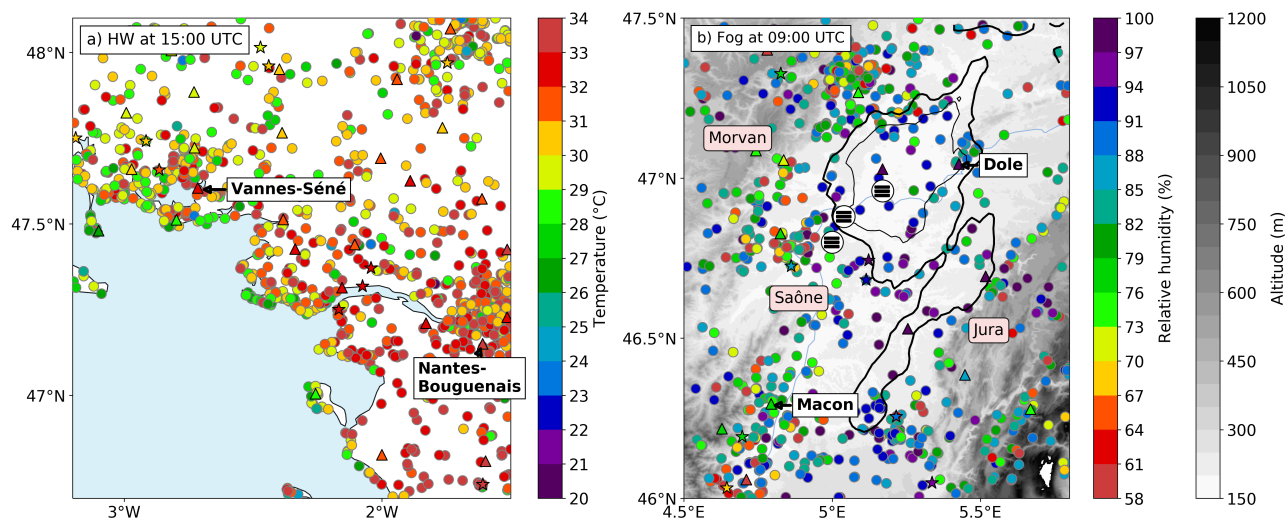 a) HW at 15:00 UTC
48°N
47.5°N
47°N
3°W
2°W
Vannes-Séné
Nantes-
Bouguenais
34
33
32
31
30
29
28
27
26
25
24
23
22
21
20
Temperature (°C)
b) Fog at 09:00 UTC
47.5°N
47°N
46.5°N
46°N
4.5°E
5°E
5.5°E
Morvan
Dole
Saône
Jura
Macon
100
97
94
91
88
85
82
79
76
73
70
67
64
61
58
Relative humidity (%)
1200
1050
900
750
600
450
300
150
Altitude (m)